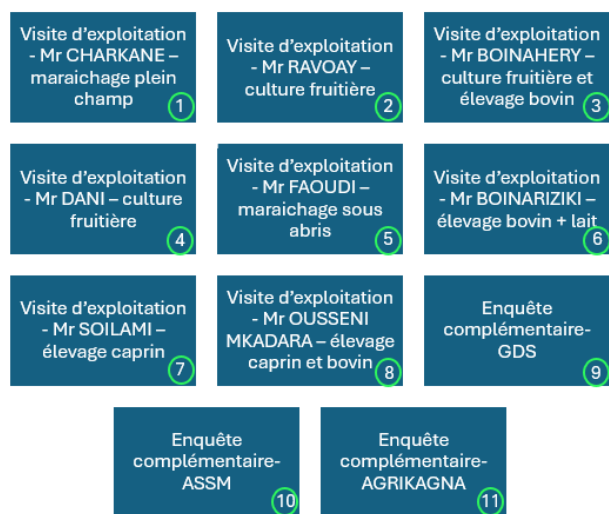 Visite d'exploitation
- Mr CHARKANE –
maraichage plein
champ
1
Visite d'exploitation
- Mr RAVOAY –
culture fruitière
2
Visite d'exploitation
- Mr BOINAHERY –
culture fruitière et
élevage bovin
3
Visite d'exploitation
- Mr DANI – culture
fruitière
4
Visite d'exploitation
- Mr FAOUDI –
maraichage sous
abris
5
Visite d'exploitation
- Mr BOINARIZIKI –
élevage bovin + lait
6
Visite d'exploitation
- Mr SOILAMI –
élevage caprin
7
Visite d'exploitation
- Mr OUSSENI
MKADARA – élevage
caprin et bovin
8
Enquête
complémentaire-
GDS
9
Enquête
complémentaire-
ASSM
10
Enquête
complémentaire-
AGRIKAGNA
11